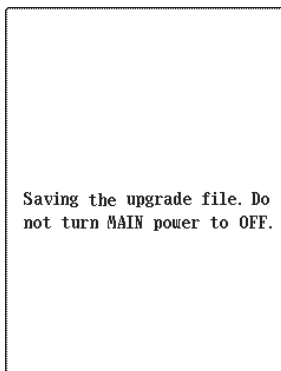 Saving the upgrade file. Do
not turn MAIN power to OFF.